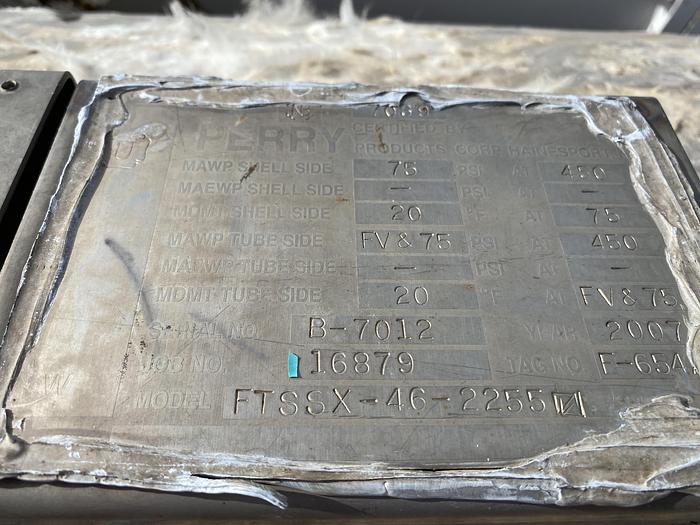 № 7089
U PERRY CERTIFIED BY
PRODUCTS CORP HAINESPORT
MAWP SHELL SIDE 75 PSI AT 450
MAEWP SHELL SIDE – PSI AT –
MDMT SHELL SIDE 20 °F AT 75
MAWP TUBE SIDE FV & 75 PSI AT 450
MAEWP TUBE SIDE – PSI AT –
MDMT TUBE SIDE 20 °F AT FV & 75
SERIAL NO. B-7012 YEAR 2007
W JOB NO. 16879 TAG NO F-65A
MODEL FTSSX-46-2255